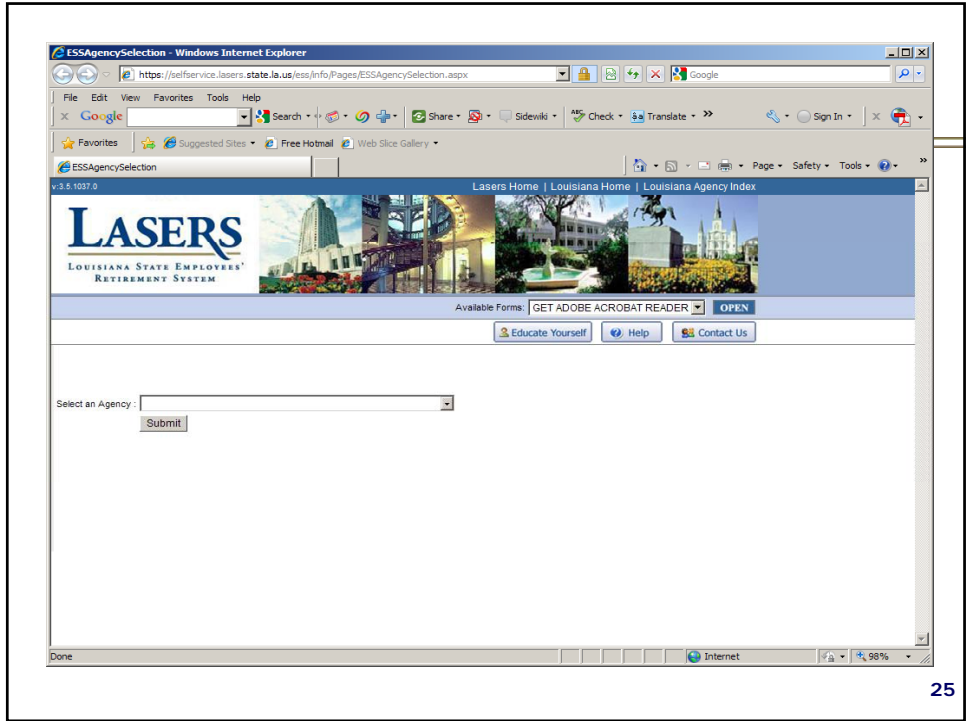 ESSAgencySelection - Windows Internet Explorer
https://selfservice.lasers.state.la.us/ess/info/Pages/ESSAgencySelection.aspx Google
File Edit View Favorites Tools Help
x Google Search Share Sidewiki ABC Check aあ Translate » Sign In x
Favorites Suggested Sites Free Hotmail Web Slice Gallery
ESSAgencySelection Page Safety Tools »
v:3.5.1037.0 Lasers Home | Louisiana Home | Louisiana Agency Index
LASERS
LOUISIANA STATE EMPLOYEES'
RETIREMENT SYSTEM
Available Forms: GET ADOBE ACROBAT READER OPEN
Educate Yourself Help Contact Us
Select an Agency :
Submit
Done Internet 98%
25